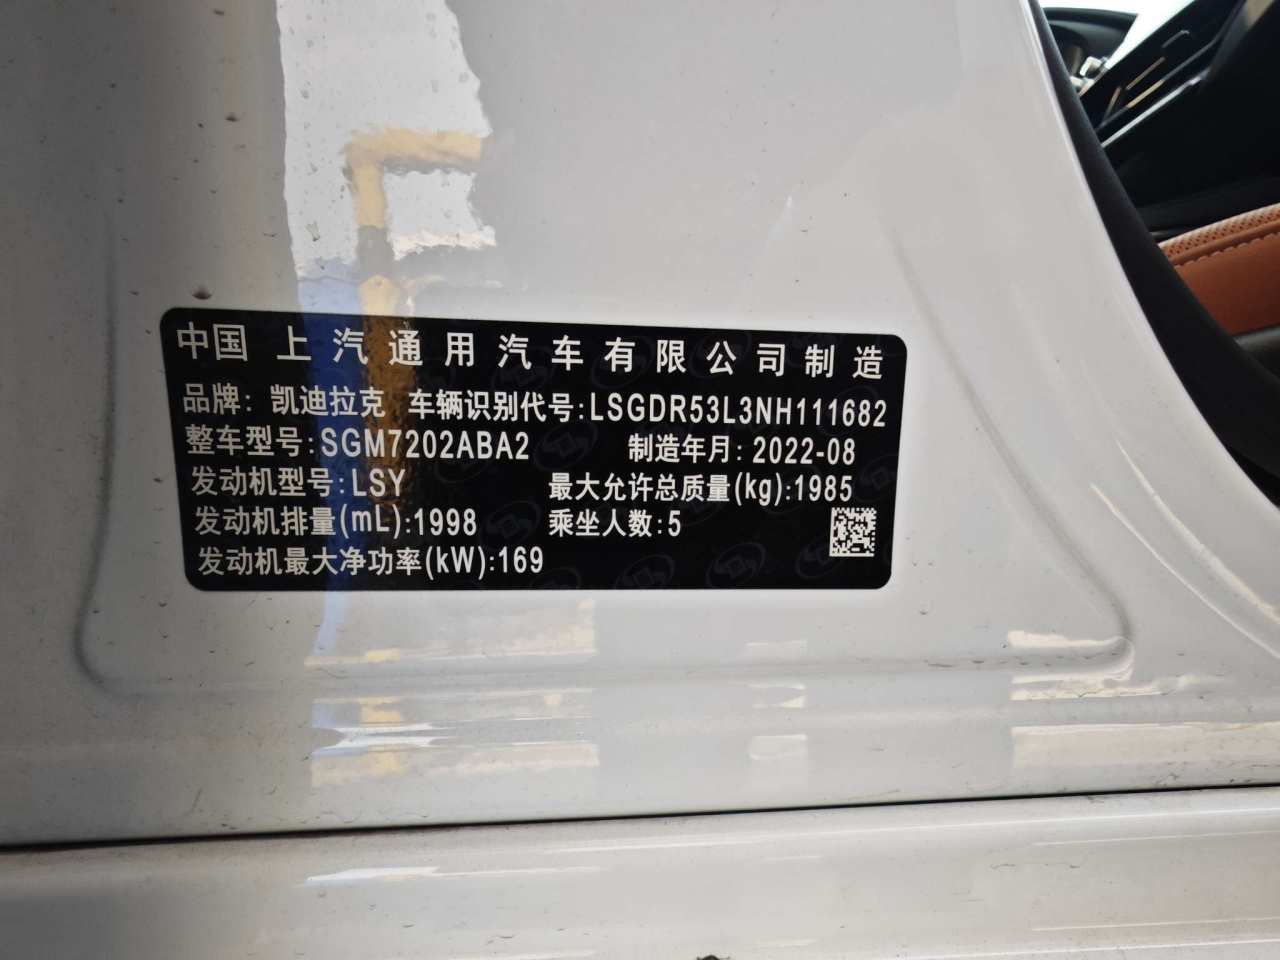 中国上汽通用汽车有限公司制造
品牌: 凯迪拉克 车辆识别代号:LSGDR53L3NH111682
整车型号:SGM7202ABA2 制造年月: 2022-08
发动机型号:LSY 最大允许总质量(kg):1985
发动机排量(mL):1998 乘坐人数:5
发动机最大净功率(kW):169